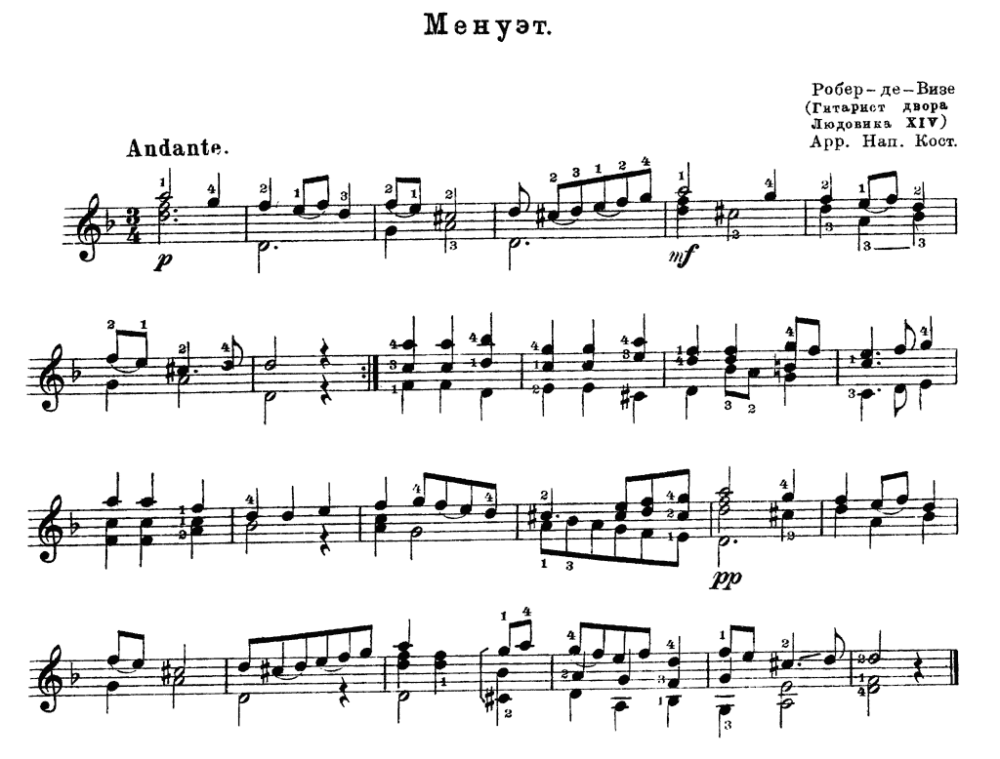 Менуэт.
Робер-де-Визе
(Гитарист двора
Людовика XIV)
Арр. Нап. Кост.
Andante.
p
mf
pp